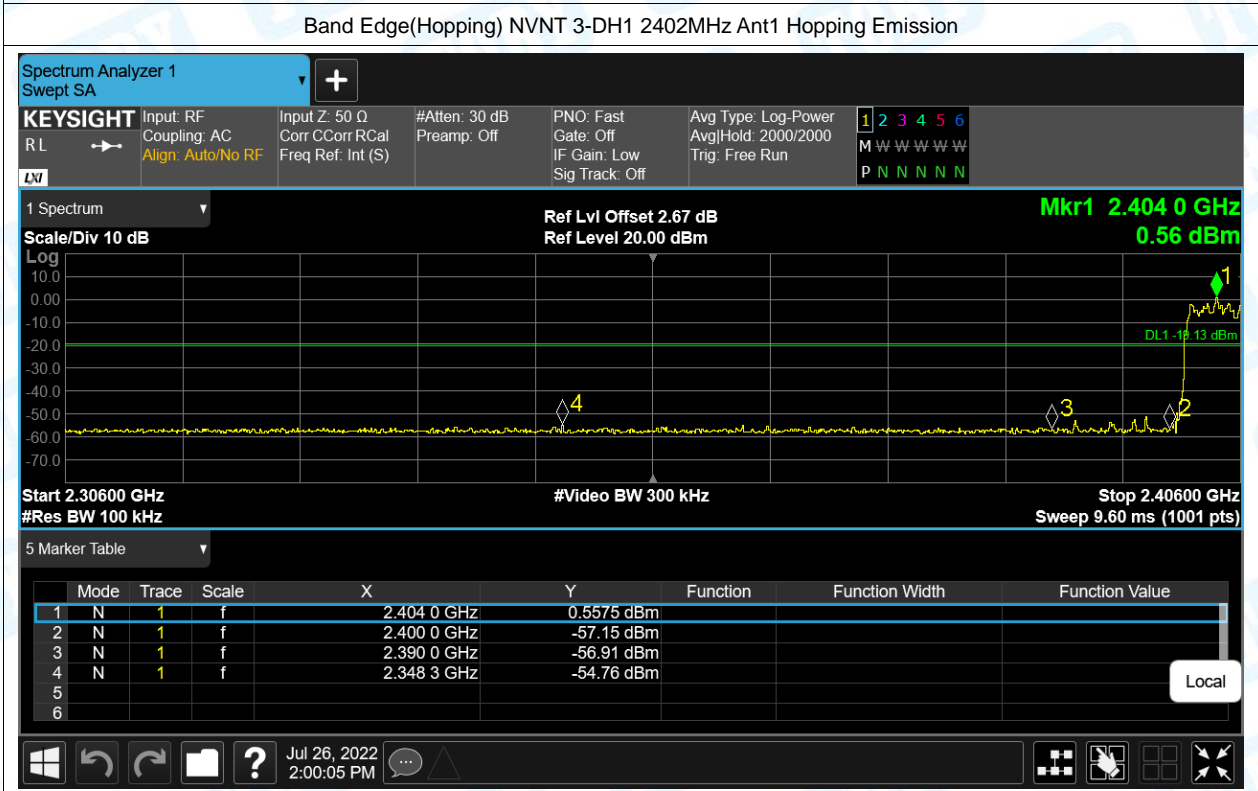 Band Edge(Hopping) NVNT 3-DH1 2402MHz Ant1 Hopping Emission
Spectrum Analyzer 1
Swept SA
+
KEYSIGHT Input: RF Input Z: 50 Ω #Atten: 30 dB PNO: Fast Avg Type: Log-Power 1 2 3 4 5 6
R L Coupling: AC Corr CCorr RCal Preamp: Off Gate: Off Avg|Hold: 2000/2000 M W W W W W
Align: Auto/No RF Freq Ref: Int (S) IF Gain: Low Trig: Free Run
LXI Sig Track: Off P N N N N N
1 Spectrum Ref Lvl Offset 2.67 dB Mkr1 2.404 0 GHz
Scale/Div 10 dB Ref Level 20.00 dBm 0.56 dBm
Log
10.0 1
0.00
-10.0
-20.0 DL1 -19.13 dBm
-30.0
-40.0
-50.0 4 3 2
-60.0
-70.0
Start 2.30600 GHz #Video BW 300 kHz Stop 2.40600 GHz
#Res BW 100 kHz Sweep 9.60 ms (1001 pts)
5 Marker Table
Mode Trace Scale X Y Function Function Width Function Value
1 N 1 f 2.404 0 GHz 0.5575 dBm
2 N 1 f 2.400 0 GHz -57.15 dBm
3 N 1 f 2.390 0 GHz -56.91 dBm
4 N 1 f 2.348 3 GHz -54.76 dBm
5
6
Local
? Jul 26, 2022
2:00:05 PM